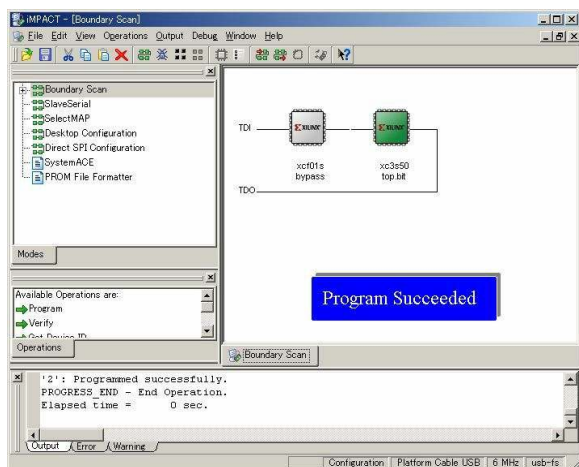 iMPACT - [Boundary Scan]
File Edit View Operations Output Debug Window Help
Boundary Scan
SlaveSerial
SelectMAP
Desktop Configuration
Direct SPI Configuration
SystemACE
PROM File Formatter
Modes
Available Operations are:
Program
Verify
Get Device ID
Operations
TDI
XILINX
XILINX
xcf01s
bypass
xc3s50
top.bit
TDO
Program Succeeded
Boundary Scan
'2': Programmed successfully.
PROGRESS_END - End Operation.
Elapsed time = 0 sec.
Output Error Warning
Configuration Platform Cable USB 6 MHz usb-fs